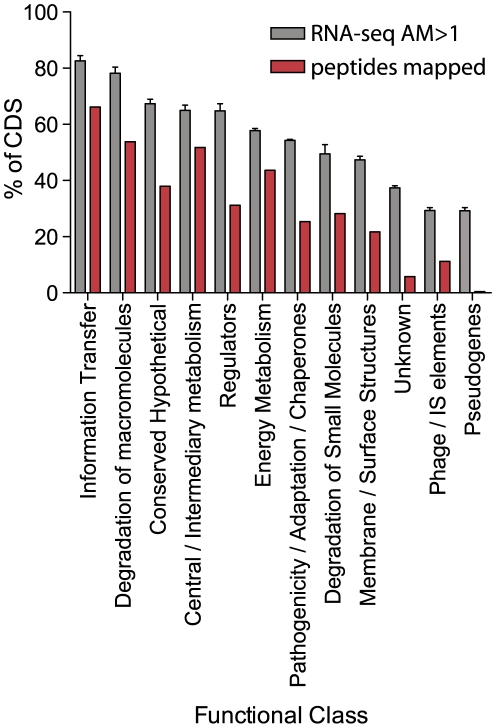 RNA-seq AM>1
peptides mapped
% of CDS
100
80
60
40
20
0
Information Transfer
Degradation of macromolecules
Conserved Hypothetical
Central / Intermediary metabolism
Regulators
Energy Metabolism
Pathogenicity / Adaptation / Chaperones
Degradation of Small Molecules
Membrane / Surface Structures
Unknown
Phage / IS elements
Pseudogenes
Functional Class